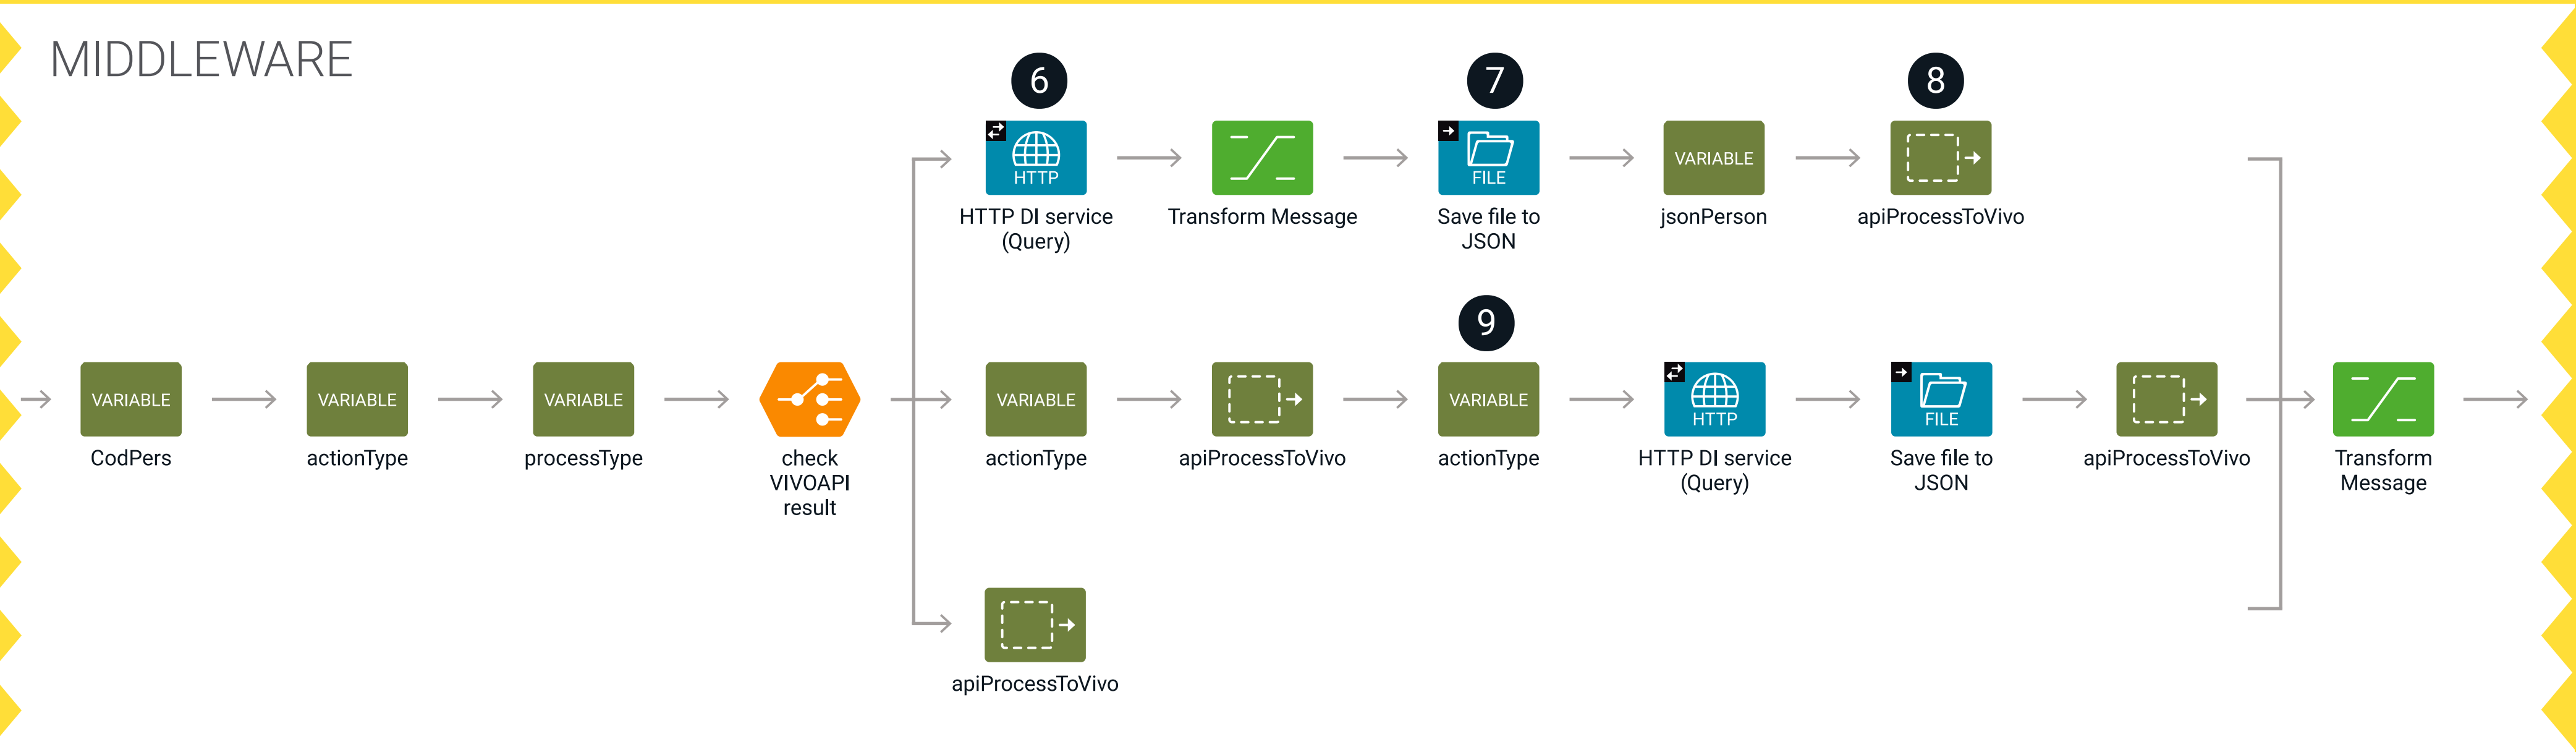 MIDDLEWARE
6
7
8
HTTP
FILE
VARIABLE
HTTP DI service
(Query)
Transform Message
Save file to
JSON
jsonPerson
apiProcessToVivo
9
VARIABLE
VARIABLE
VARIABLE
VARIABLE
VARIABLE
HTTP
FILE
CodPers
actionType
processType
check
VIVOAPI
result
actionType
apiProcessToVivo
actionType
HTTP DI service
(Query)
Save file to
JSON
apiProcessToVivo
Transform
Message
apiProcessToVivo